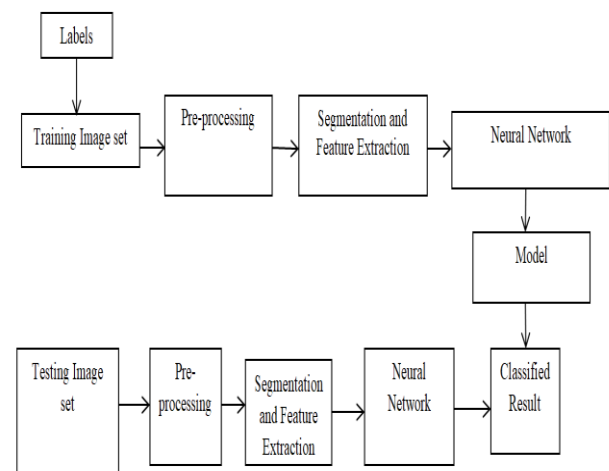 Labels
Training Image set
Pre-processing
Segmentation and
Feature Extraction
Neural Network
Model
Testing Image
set
Pre-
processing
Segmentation
and Feature
Extraction
Neural
Network
Classified
Result